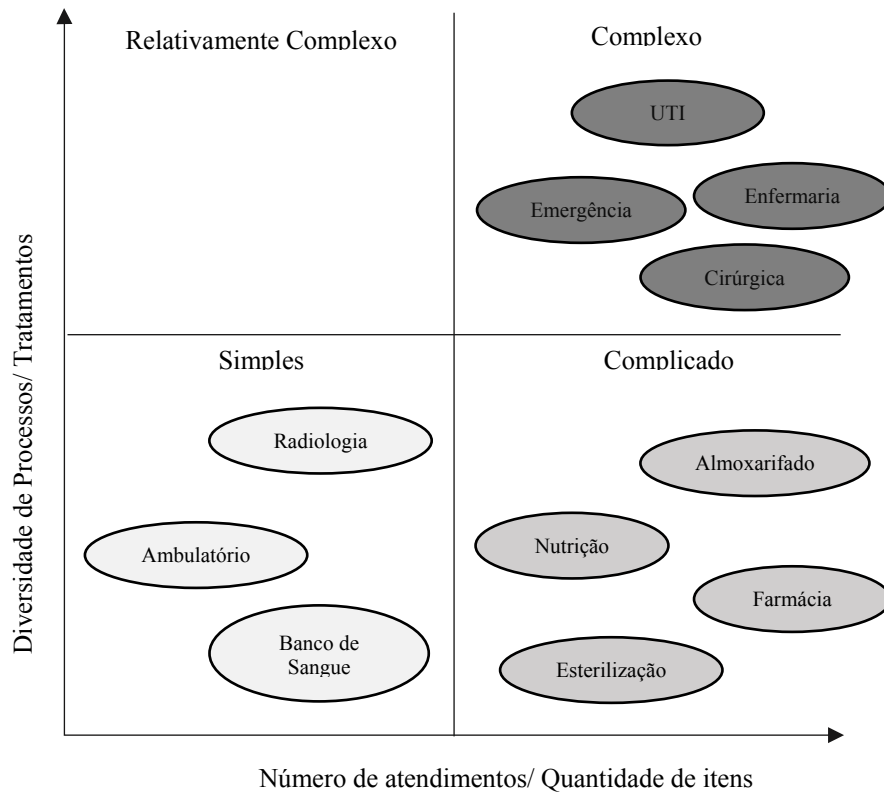 Relativamente Complexo
Complexo
UTI
Emergência
Enfermaria
Cirúrgica
Simples
Complicado
Radiologia
Ambulatório
Banco de
Sangue
Almoxarifado
Nutrição
Farmácia
Esterilização
Diversidade de Processos/ Tratamentos
Número de atendimentos/ Quantidade de itens